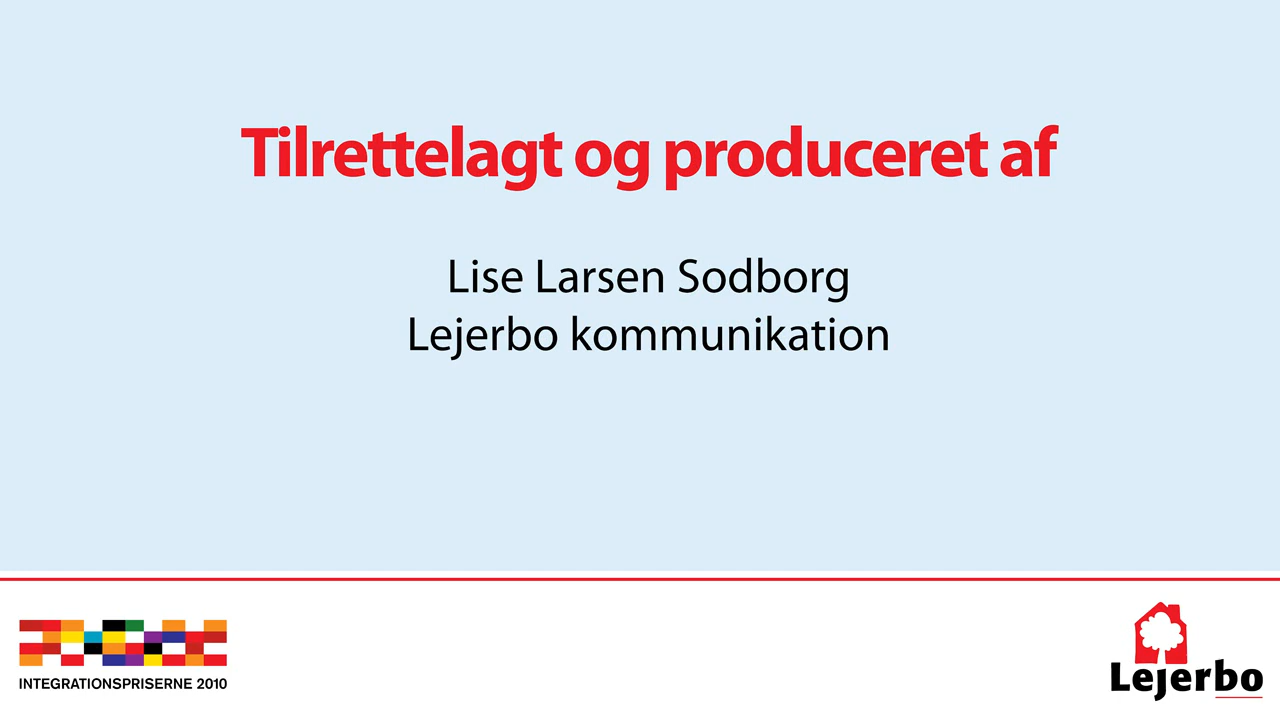 Tilrettelagt og produceret af
Lise Larsen Sodborg
Lejerbo kommunikation
INTEGRATIONSPRISERNE 2010
Lejerbo